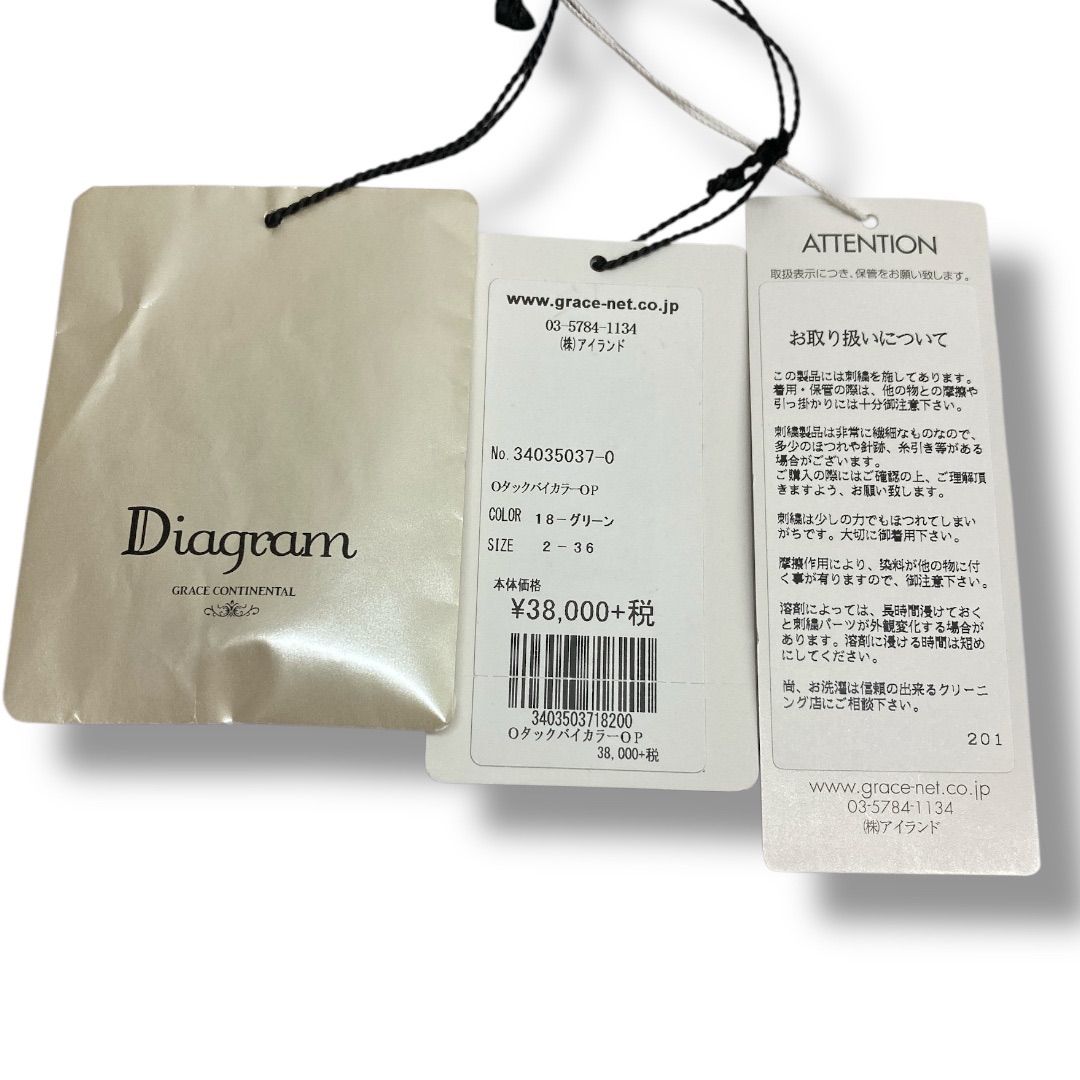 Diagram
GRACE CONTINENTAL
www.grace-net.co.jp
03-5784-1134
(株)アイランド
No. 34035037-0
OタックバイカラーOP
COLOR 18-グリーン
SIZE 2-36
本体価格
¥38,000+税
3403503718200
OタックバイカラーOP
38,000+税
ATTENTION
取扱表示につき、保管をお願い致します。
お取り扱いについて
この製品には刺繍を施してあります。
着用・保管の際は、他の物との摩擦や
引っ掛かりには十分御注意下さい。
刺繍製品は非常に繊細なものなので、
多少のほつれや針跡、糸引き等がある
場合がございます。
ご購入の際にはご確認の上、ご理解頂
きますよう、お願い致します。
刺繍は少しの力でもほつれてしまい
がちです。大切に御着用下さい。
摩擦作用により、染料が他の物に付
く事が有りますので、御注意下さい。
溶剤によっては、長時間浸けておく
と刺繍パーツが外観変化する場合が
あります。溶剤に浸ける時間は短め
にしてください。
尚、お洗濯は信頼の出来るクリーニ
ング店にご相談下さい。
201
www.grace-net.co.jp
03-5784-1134
(株)アイランド